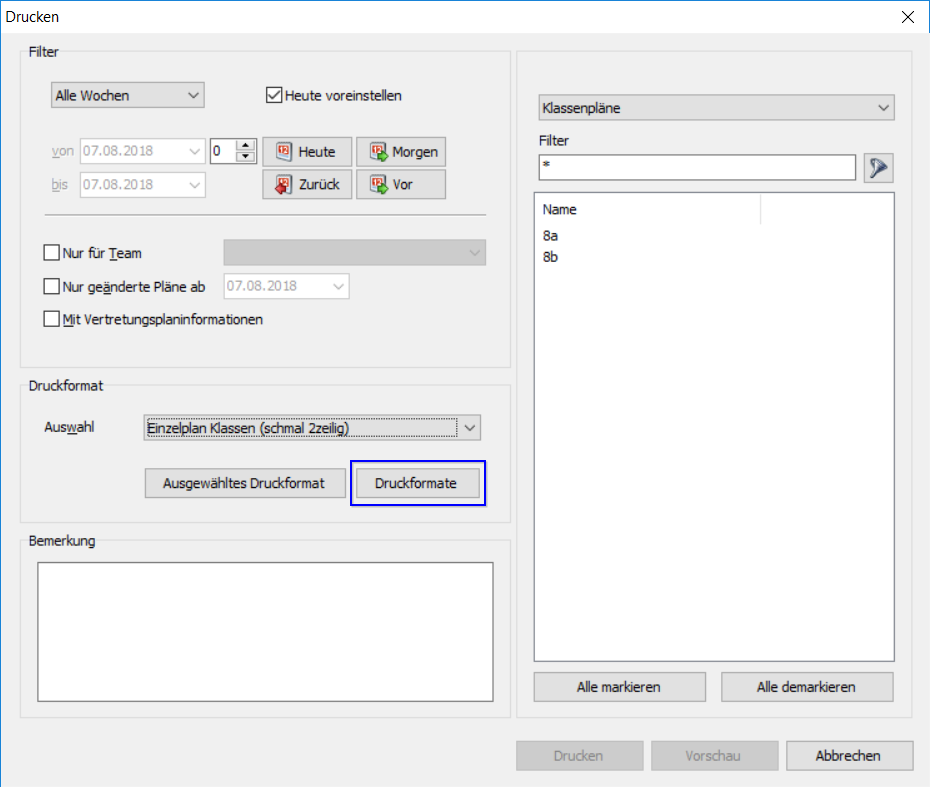 Drucken
Filter
Alle Wochen
Heute voreinstellen
von 07.08.2018 0 Heute Morgen
bis 07.08.2018 Zurück Vor
Nur für Team
Nur geänderte Pläne ab 07.08.2018
Mit Vertretungsplaninformationen
Druckformat
Auswahl Einzelplan Klassen (schmal 2zeilig)
Ausgewähltes Druckformat Druckformate
Bemerkung
Klassenpläne
Filter
*
Name
8a
8b
Alle markieren Alle demarkieren
Drucken Vorschau Abbrechen